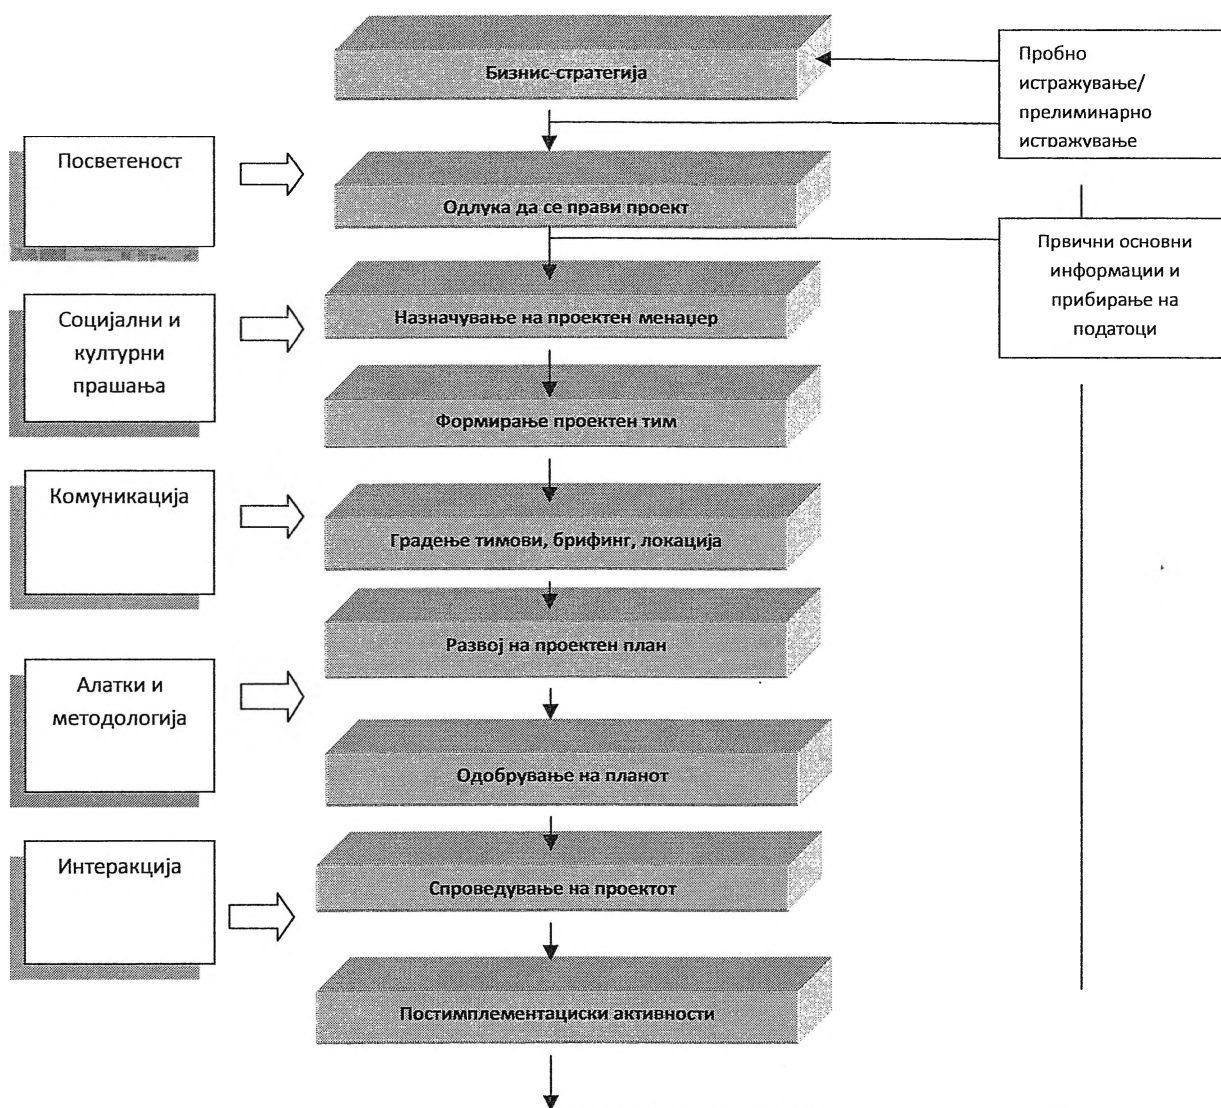 Бизнис-стратегија
Пробно
истражување/
прелиминарно
истражување
Посветеност
Одлука да се прави проект
Првични основни
информации и
прибирање на
податоци
Социјални и
културни
прашања
Назначување на проектен менаџер
Формирање проектен тим
Комуникација
Градење тимови, брифинг, локација
Развој на проектен план
Алатки и
методологија
Одобрување на планот
Интеракција
Спроведување на проектот
Постимплементациски активности